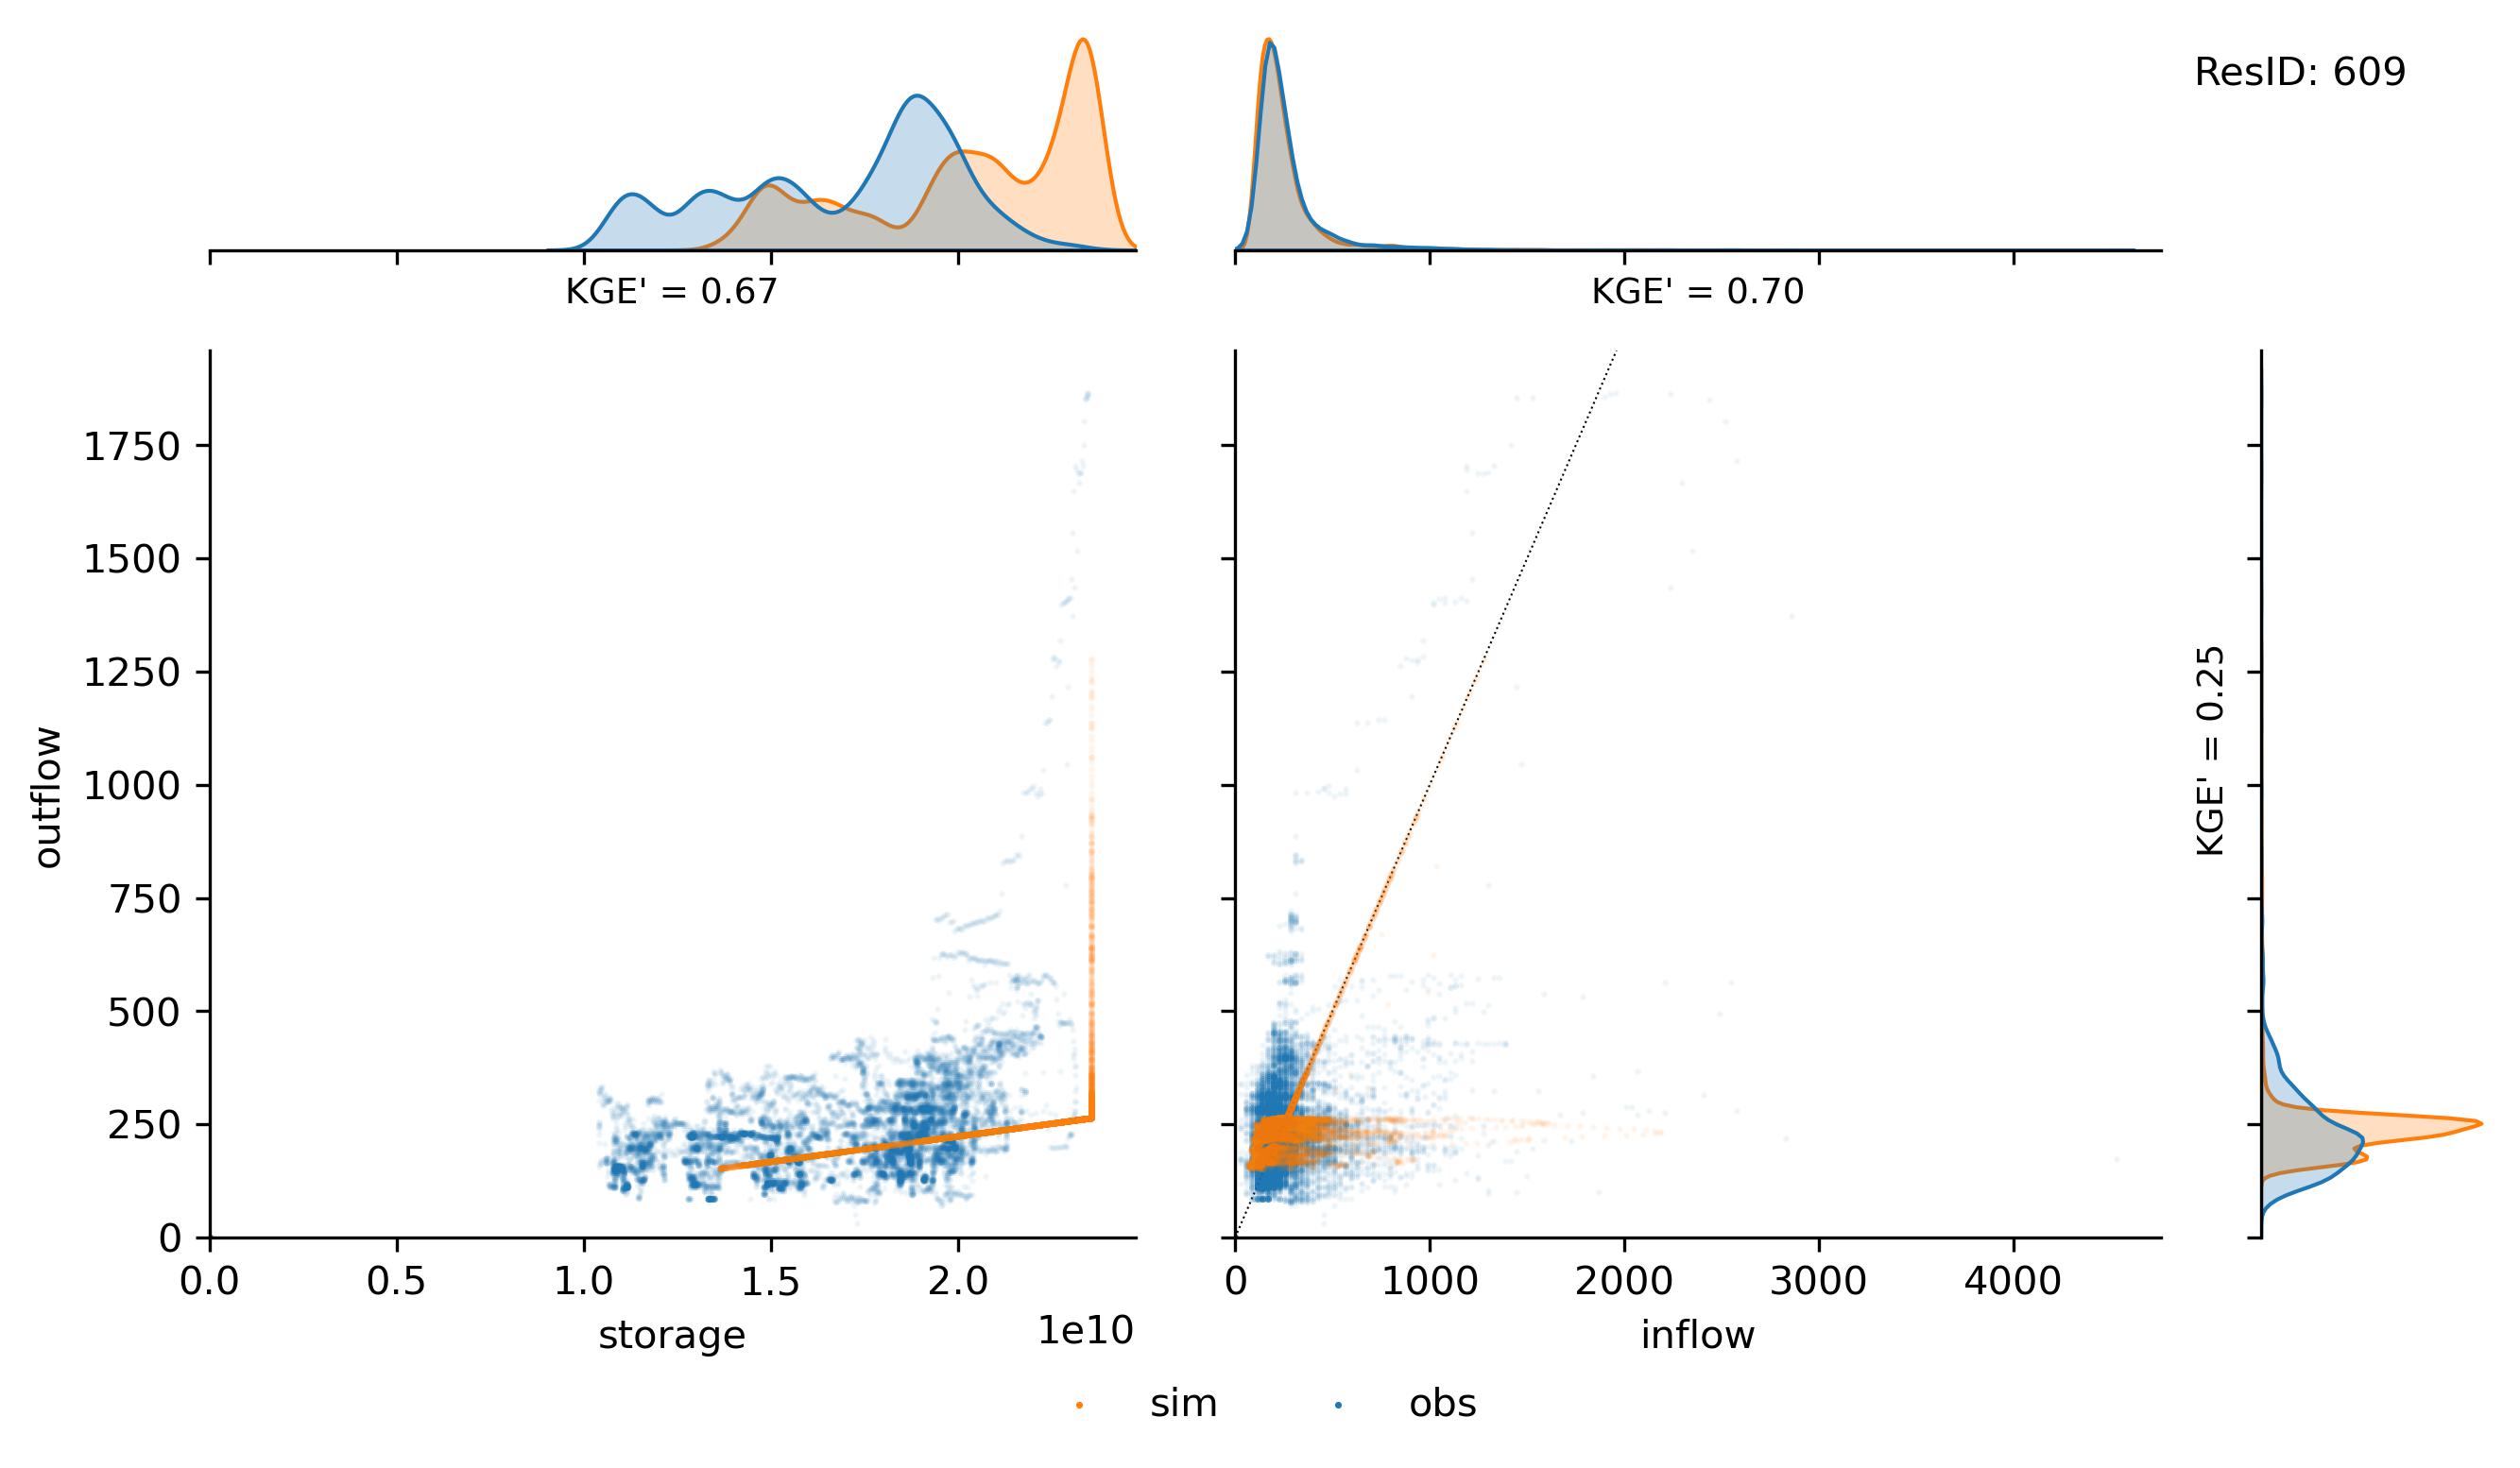 ResID: 609
KGE' = 0.67
KGE' = 0.70
outflow
1750
1500
1250
1000
750
500
250
0
KGE' = 0.25
0.0 0.5 1.0 1.5 2.0
storage
1e10
0 1000 2000 3000 4000
inflow
sim obs